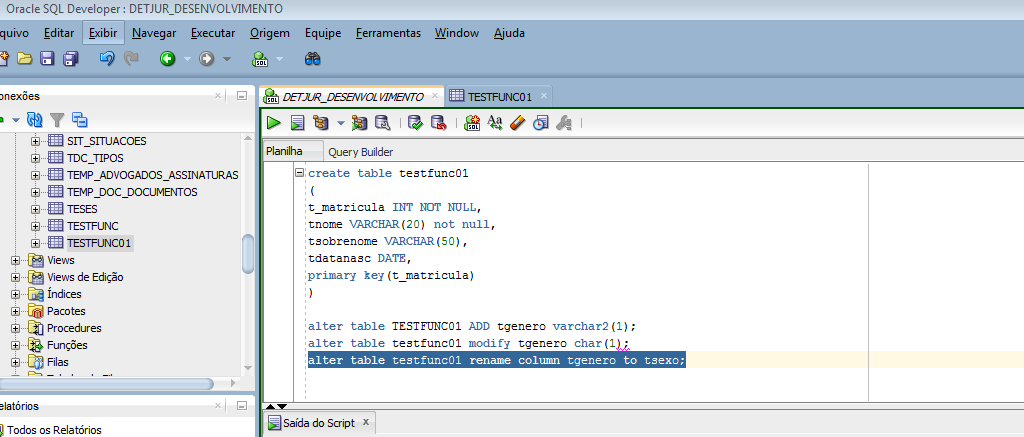 Oracle SQL Developer : DETJUR_DESENVOLVIMENTO
quivo Editar Exibir Navegar Executar Origem Equipe Ferramentas Window Ajuda
onexões
DETJUR_DESENVOLVIMENTO
TESTFUNC01
Planilha
Query Builder
SIT_SITUACOES
TDC_TIPOS
TEMP_ADVOGADOS_ASSINATURAS
TEMP_DOC_DOCUMENTOS
TESES
TESTFUNC
TESTFUNC01
Views
Views de Edição
Índices
Pacotes
Procedures
Funções
Filas
create table testfunc01
(
t_matricula INT NOT NULL,
tnome VARCHAR(20) not null,
tsobrenome VARCHAR(50),
tdatanasc DATE,
primary key(t_matricula)
)
alter table TESTFUNC01 ADD tgenero varchar2(1);
alter table testfunc01 modify tgenero char(1);
alter table testfunc01 rename column tgenero to tsexo;
elatórios
Todos os Relatórios
Saída do Script